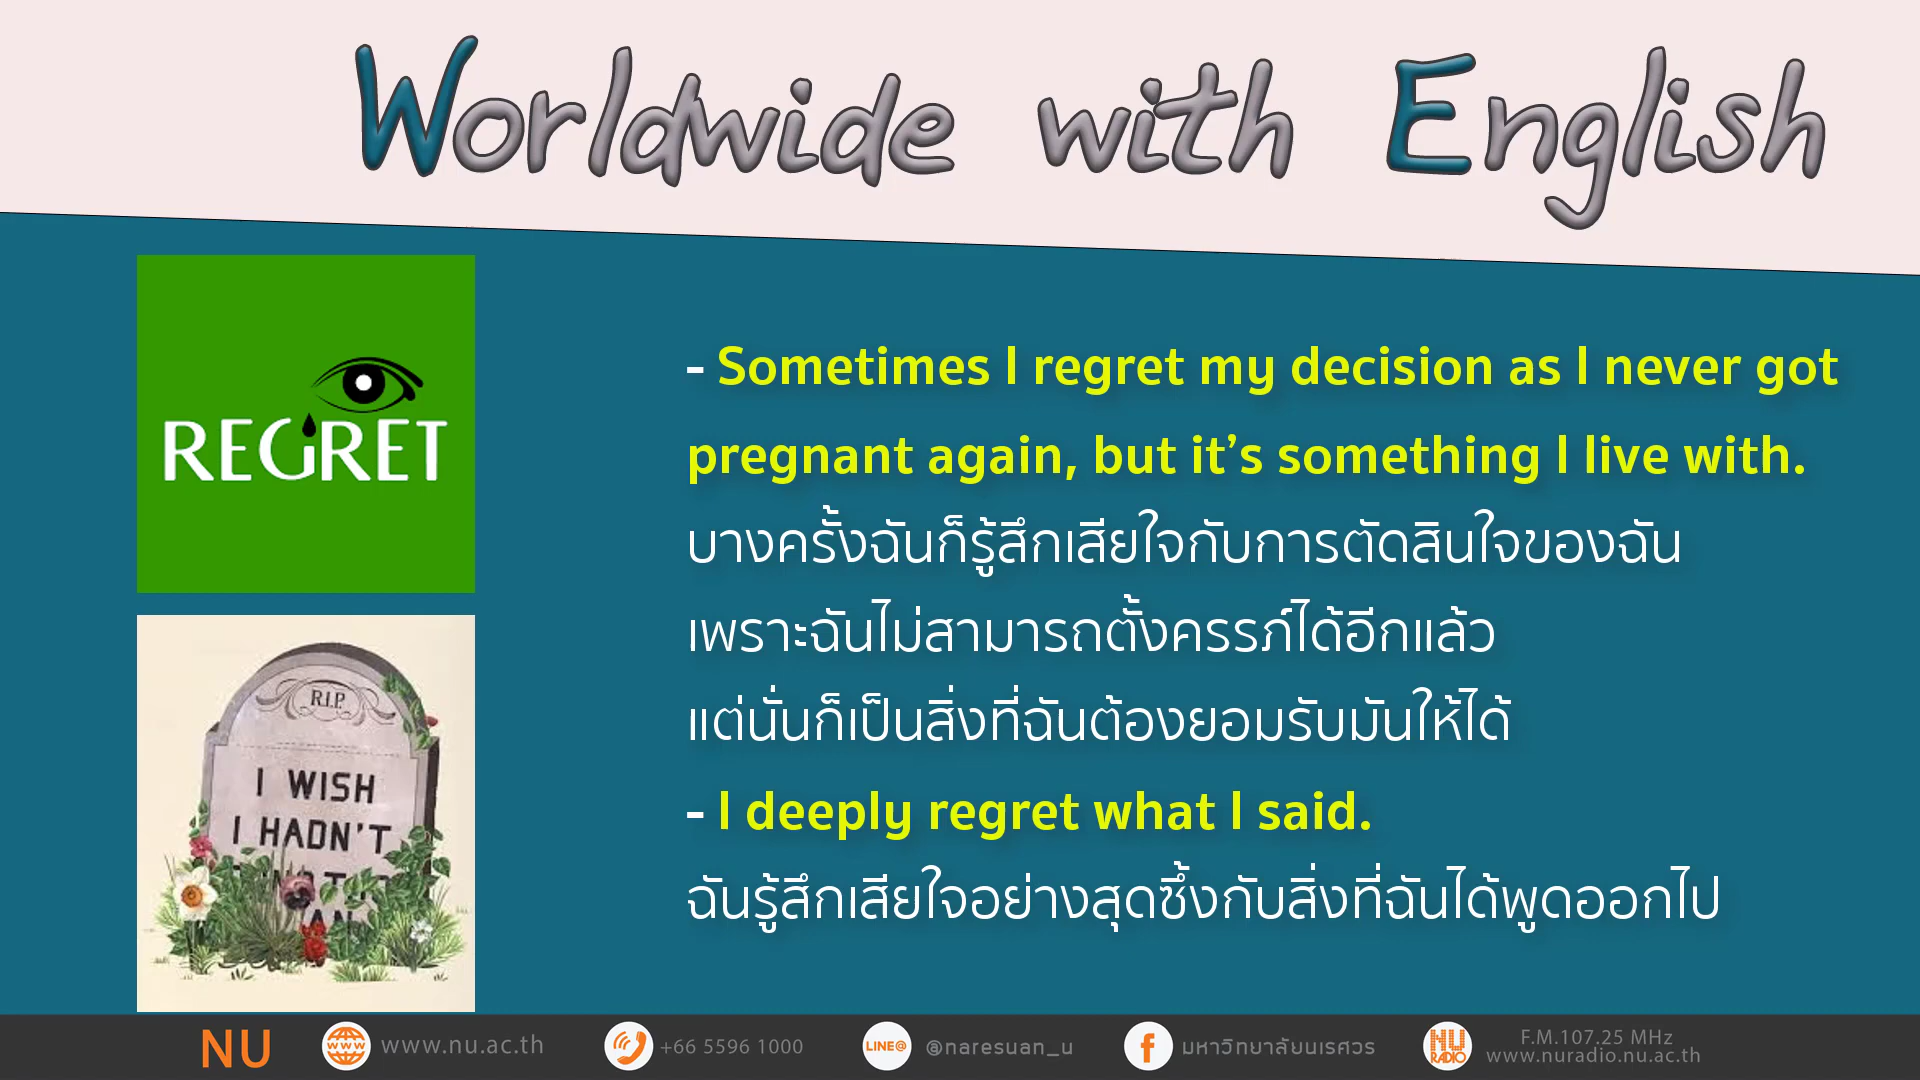 Worldwide with English
REGRET
- Sometimes I regret my decision as I never got
pregnant again, but it's something I live with.
บางครั้งฉันก็รู้สึกเสียใจกับการตัดสินใจของฉัน
เพราะฉันไม่สามารถตั้งครรภ์ได้อีกแล้ว
แต่นั่นก็เป็นสิ่งที่ฉันต้องยอมรับมันให้ได้
- I deeply regret what I said.
ฉันรู้สึกเสียใจอย่างสุดซึ้งกับสิ่งที่ฉันได้พูดออกไป
R.I.P.
I WISH
I HADN'T
NU
www
www.nu.ac.th
+66 5596 1000
LINE@
@naresuan_u
f
มหาวิทยาลัยนเรศวร
NU
RADIO
F.M.107.25 MHz
www.nuradio.nu.ac.th